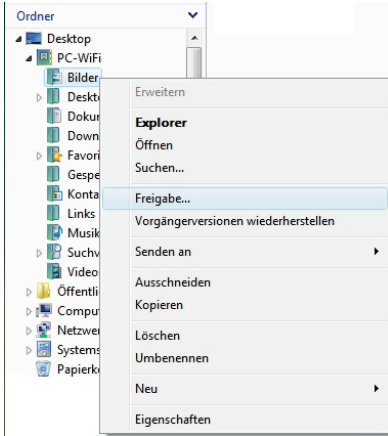 Ordner
Desktop
PC-WiFi
Bilder
Deskt
Dokur
Down
Favori
Gespe
Konta
Links
Musik
Suchv
Video
Öffentli
Compu
Netzwe
Systems
Papierk
Erweitern
Explorer
Öffnen
Suchen...
Freigabe...
Vorgängerversionen wiederherstellen
Senden an
Ausschneiden
Kopieren
Löschen
Umbenennen
Neu
Eigenschaften